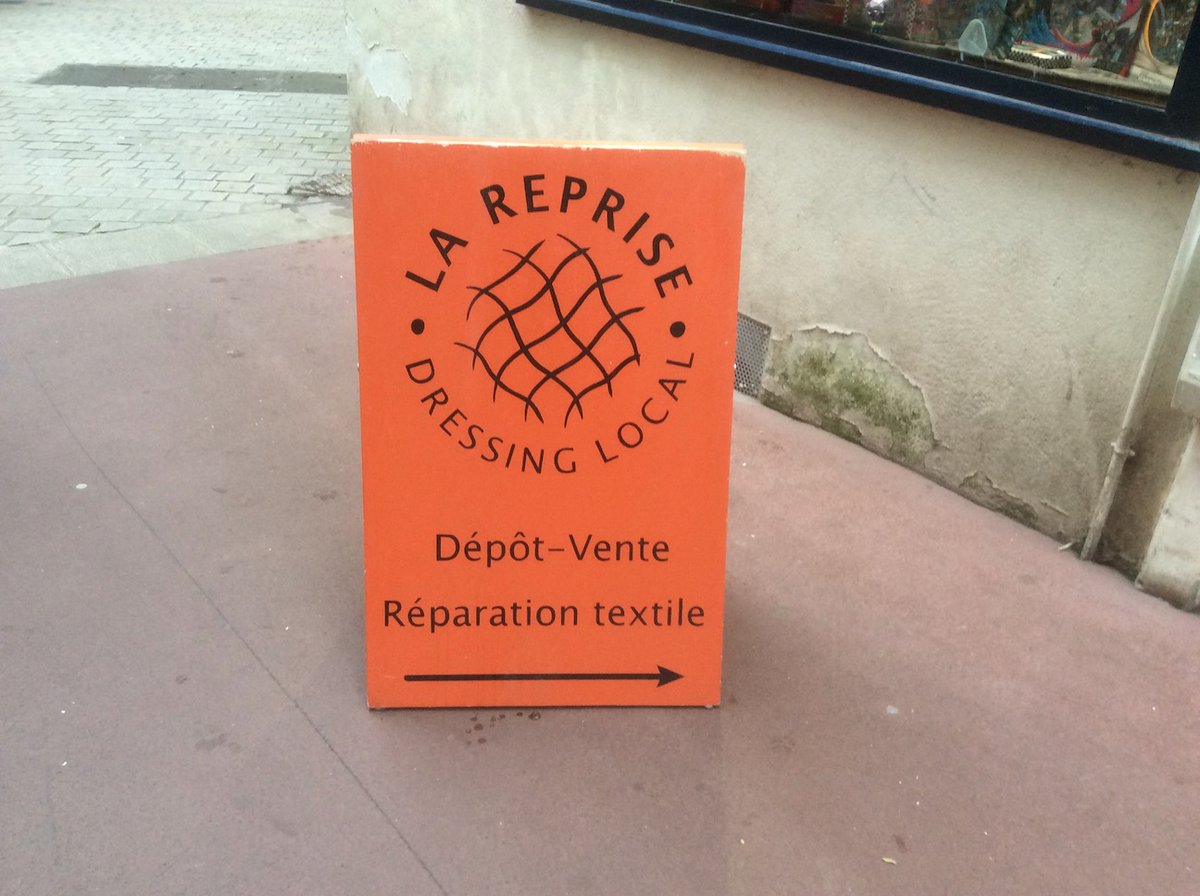 LA REPRISE
• DRESSING LOCAL •
Dépôt-Vente
Réparation textile